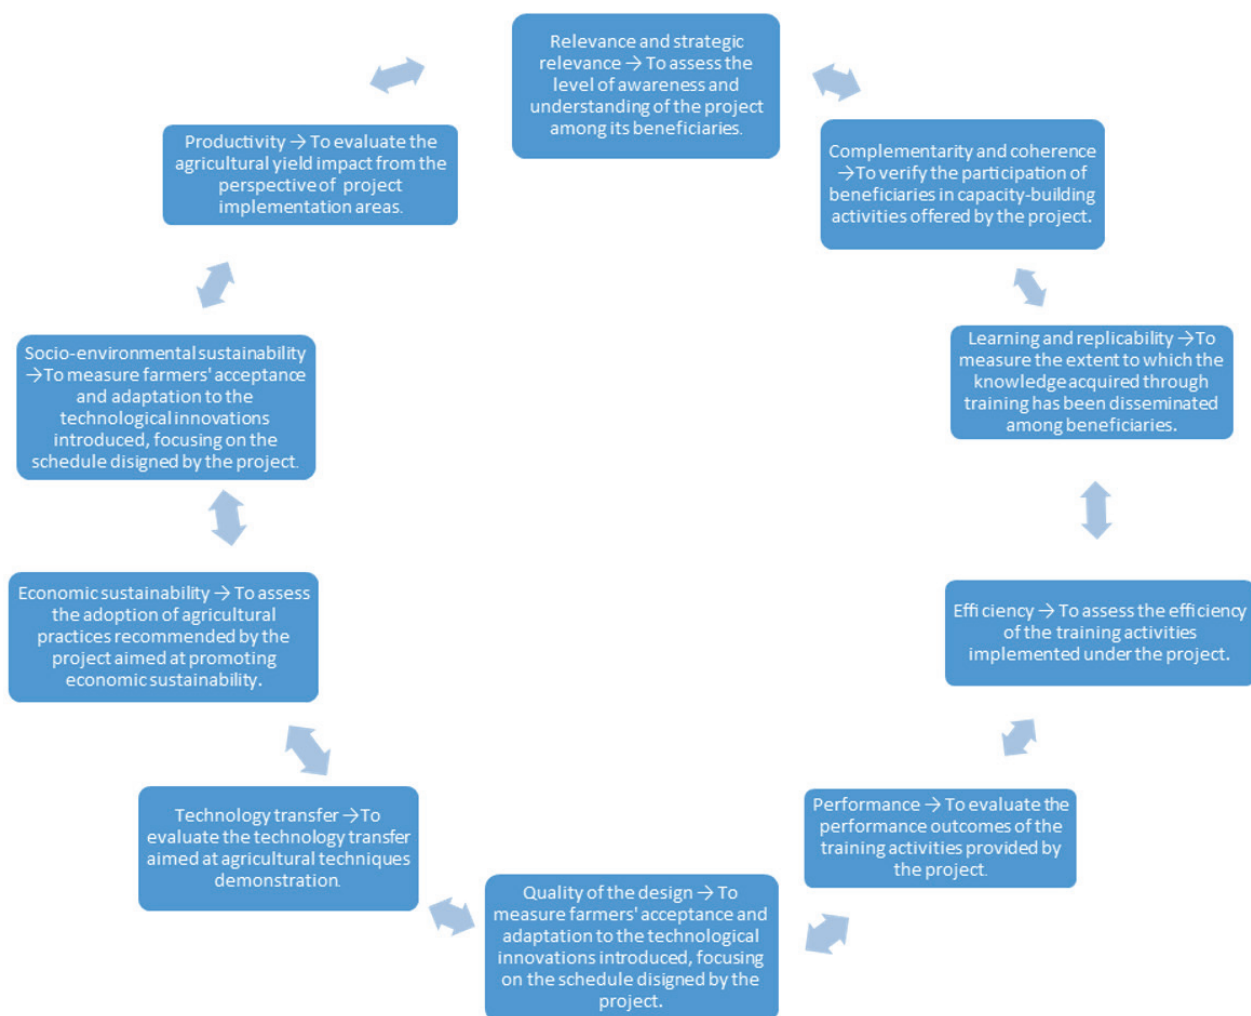 Relevance and strategic
relevance → To assess the
level of awareness and
understanding of the project
among its beneficiaries.
Complementarity and coherence
→To verify the participation of
beneficiaries in capacity-building
activities offered by the project.
Learning and replicability →To
measure the extent to which the
knowledge acquired through
training has been disseminated
among beneficiaries.
Efficiency → To assess the efficiency
of the training activities
implemented under the project.
Performance → To evaluate the
performance outcomes of the
training activities provided by
the project.
Quality of the design → To
measure farmers' acceptance and
adaptation to the technological
innovations introduced, focusing
on the schedule disigned by the
project.
Technology transfer →To
evaluate the technology transfer
aimed at agricultural techniques
demonstration.
Economic sustainability → To assess
the adoption of agricultural
practices recommended by the
project aimed at promoting
economic sustainability.
Socio-environmental sustainability
→To measure farmers' acceptance
and adaptation to the
technological innovations
introduced, focusing on the
schedule disigned by the project.
Productivity → To evaluate the
agricultural yield impact from the
perspective of project
implementation areas.